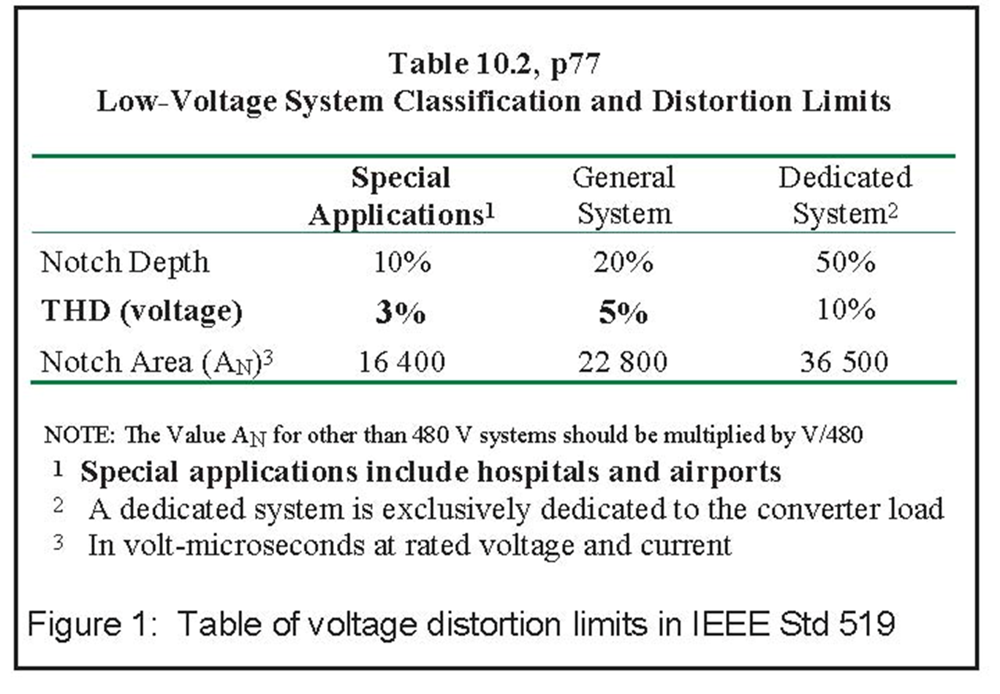 Table 10.2, p77
Low-Voltage System Classification and Distortion Limits
Special General Dedicated
Applications¹ System System²
Notch Depth 10% 20% 50%
THD (voltage) 3% 5% 10%
Notch Area (AN)³ 16 400 22 800 36 500
NOTE: The Value AN for other than 480 V systems should be multiplied by V/480
¹ Special applications include hospitals and airports
² A dedicated system is exclusively dedicated to the converter load
³ In volt-microseconds at rated voltage and current
Figure 1: Table of voltage distortion limits in IEEE Std 519